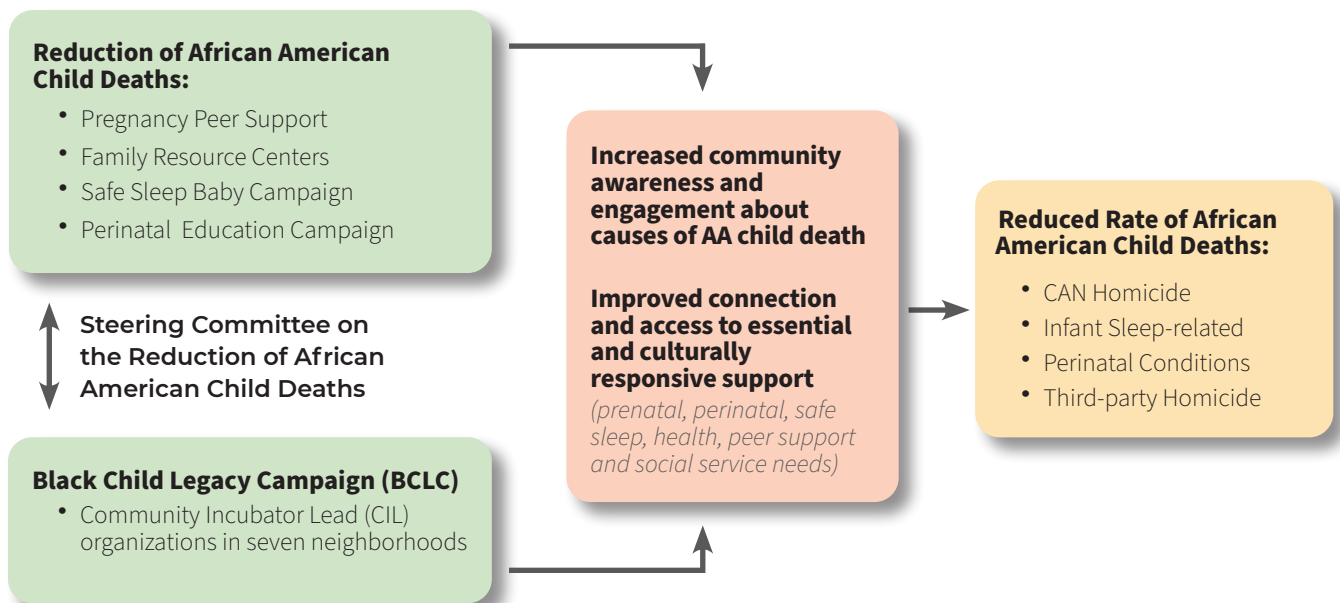 Reduction of African American
Child Deaths:
• Pregnancy Peer Support
• Family Resource Centers
• Safe Sleep Baby Campaign
• Perinatal Education Campaign
Steering Committee on
the Reduction of African
American Child Deaths
Black Child Legacy Campaign (BCLC)
• Community Incubator Lead (CIL)
organizations in seven neighborhoods
Increased community
awareness and
engagement about
causes of AA child death
Improved connection
and access to essential
and culturally
responsive support
(prenatal, perinatal, safe
sleep, health, peer support
and social service needs)
Reduced Rate of African
American Child Deaths:
• CAN Homicide
• Infant Sleep-related
• Perinatal Conditions
• Third-party Homicide